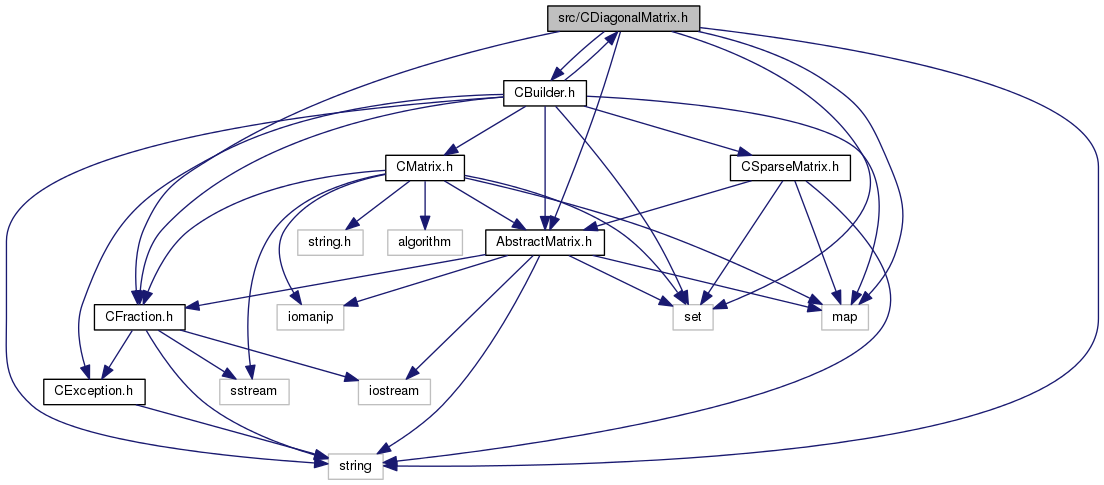 src/CDiagonalMatrix.h
CBuilder.h
CMatrix.h
CSparseMatrix.h
string.h
algorithm
AbstractMatrix.h
CFraction.h
iomanip
set
map
CException.h
sstream
iostream
string